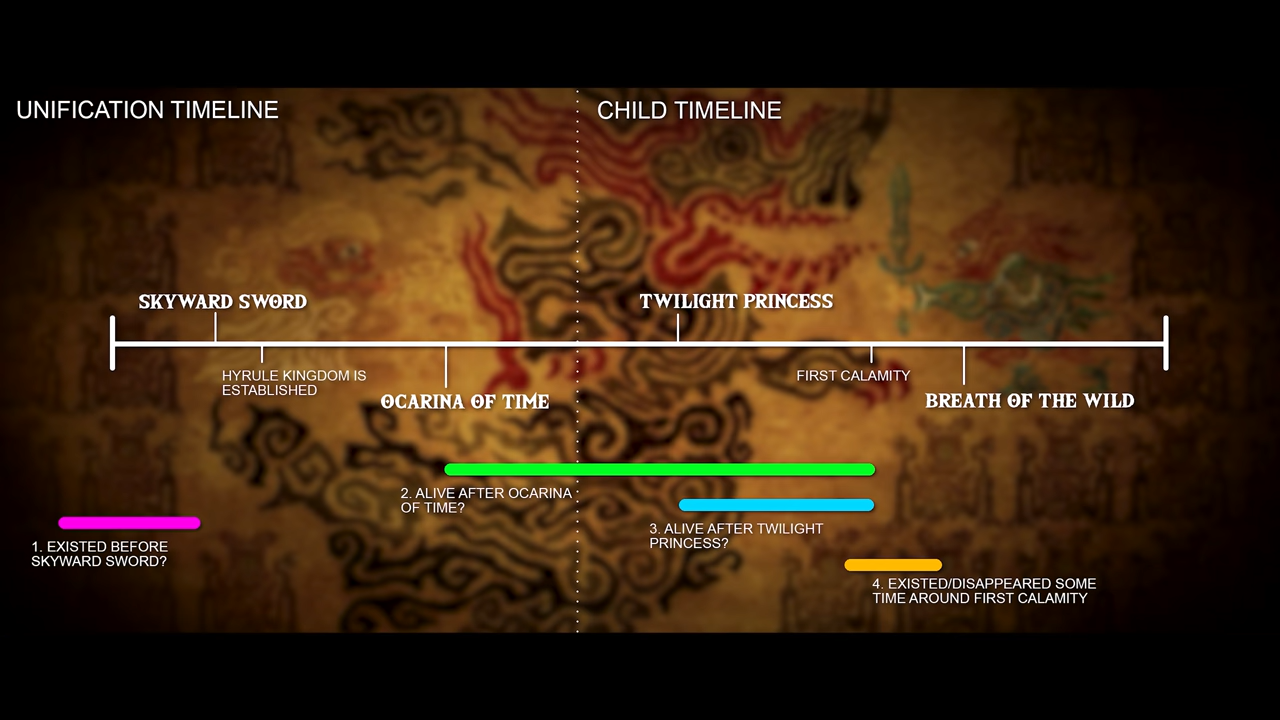 UNIFICATION TIMELINE
CHILD TIMELINE
SKYWARD SWORD
TWILIGHT PRINCESS
HYRULE KINGDOM IS
ESTABLISHED
OCARINA OF TIME
FIRST CALAMITY
BREATH OF THE WILD
2. ALIVE AFTER OCARINA
OF TIME?
1. EXISTED BEFORE
SKYWARD SWORD?
3. ALIVE AFTER TWILIGHT
PRINCESS?
4. EXISTED/DISAPPEARED SOME
TIME AROUND FIRST CALAMITY